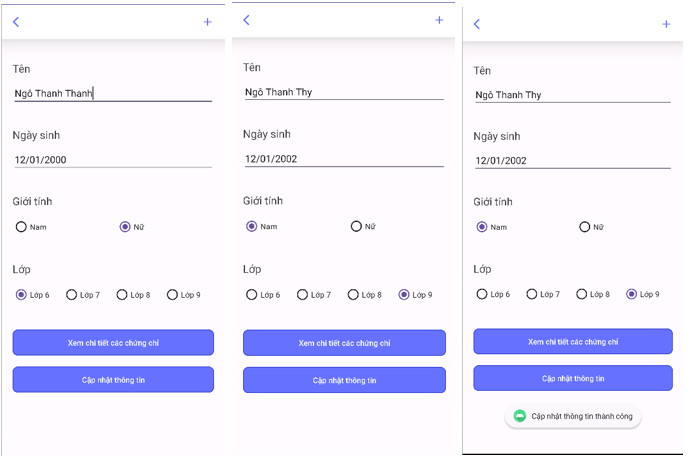 Tên
Ngô Thanh Thanh
Ngày sinh
12/01/2000
Giới tính
Nam
Nữ
Lớp
Lớp 6
Lớp 7
Lớp 8
Lớp 9
Xem chi tiết các chứng chỉ
Cập nhật thông tin
Tên
Ngô Thanh Thy
Ngày sinh
12/01/2002
Giới tính
Nam
Nữ
Lớp
Lớp 6
Lớp 7
Lớp 8
Lớp 9
Xem chi tiết các chứng chỉ
Cập nhật thông tin
Tên
Ngô Thanh Thy
Ngày sinh
12/01/2002
Giới tính
Nam
Nữ
Lớp
Lớp 6
Lớp 7
Lớp 8
Lớp 9
Xem chi tiết các chứng chỉ
Cập nhật thông tin
Cập nhật thông tin thành công